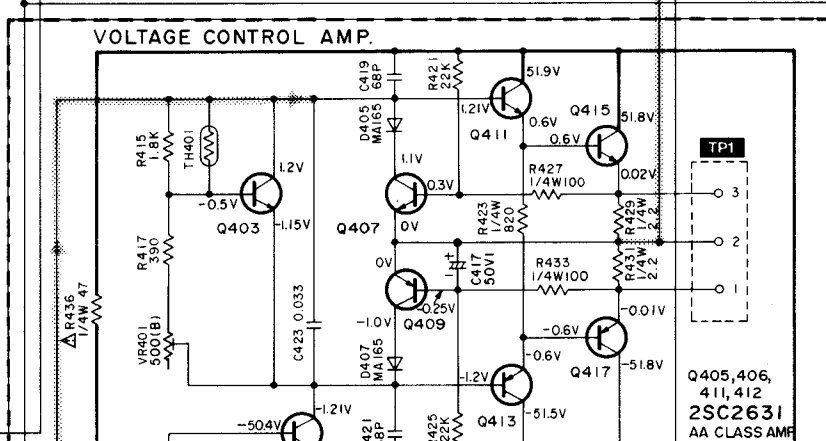 VOLTAGE CONTROL AMP.
C419
68P
R421
22K
51.9V
D405
MA165
1.21V
Q411
0.6V
Q415
51.8V
0.6V
TP1
R415
1.8K
TH401
1.2V
1.1V
0.3V
R427
1/4W100
0.02V
3
-0.5V
Q403
-1.15V
Q407
0V
R423
1/4W
820
R429
1/4W
2.2
2
R417
390
0V
+
C417
50V1
R433
1/4W100
R431
1/4W
2.2
1
R436
1/4W 47
VR401
500(B)
C423 0.033
-0.25V
Q409
-1.0V
-0.01V
-0.6V
D407
MA165
-0.6V
Q417
-51.8V
-1.2V
Q413
-51.5V
-1.21V
-50.4V
421
8P
425
22K
Q405,406,
411,412
2SC2631
AA CLASS AMP